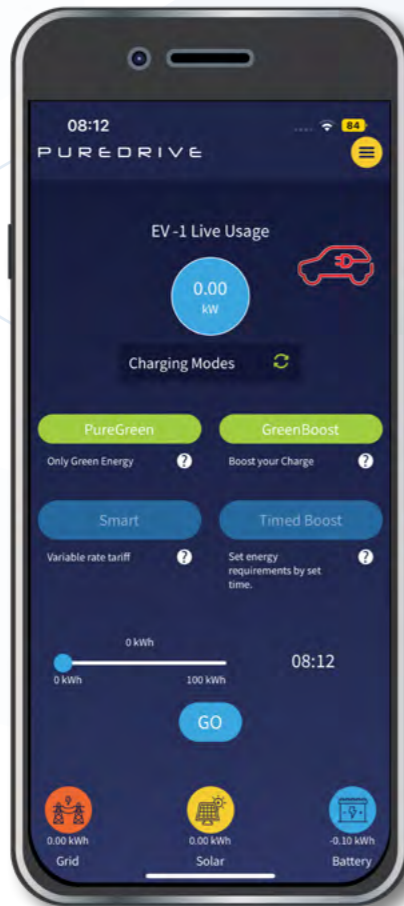 08:12
84
PUREDRIVE
EV -1 Live Usage
0.00
kW
Charging Modes
PureGreen
GreenBoost
Only Green Energy
?
Boost your Charge
?
Smart
Timed Boost
Variable rate tariff
?
Set energy
requirements by set
time.
?
0 kWh
08:12
0 kWh
100 kWh
GO
0.00 kWh
0.00 kWh
-0.10 kWh
Grid
Solar
Battery